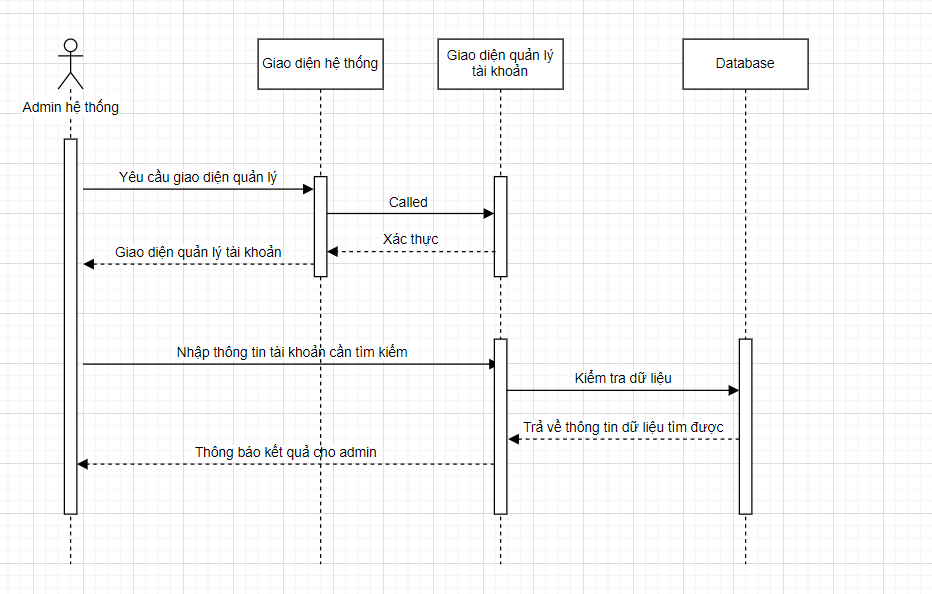 Admin hệ thống
Giao diện hệ thống
Giao diện quản lý
tài khoản
Database
Yêu cầu giao diện quản lý
Called
Xác thực
Giao diện quản lý tài khoản
Nhập thông tin tài khoản cần tìm kiếm
Kiểm tra dữ liệu
Trả về thông tin dữ liệu tìm được
Thông báo kết quả cho admin